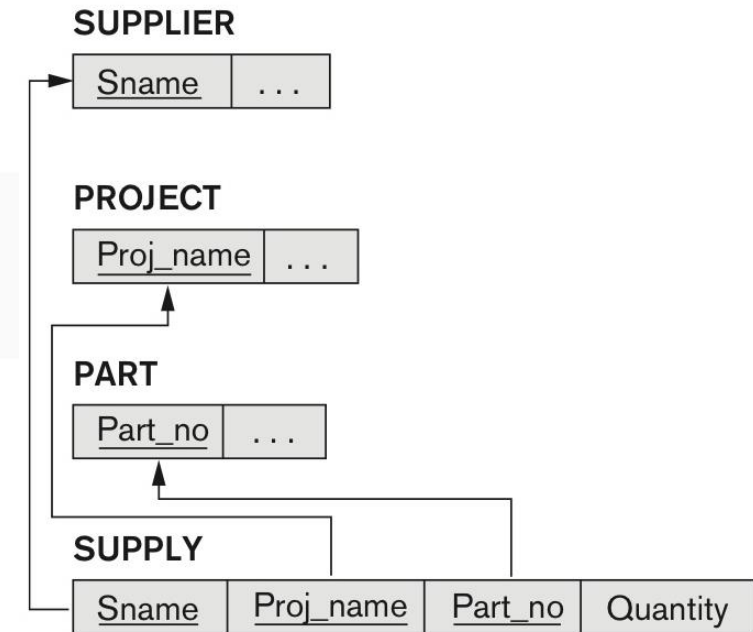 SUPPLIER
Sname ...
PROJECT
Proj_name ...
PART
Part_no ...
SUPPLY
Sname Proj_name Part_no Quantity